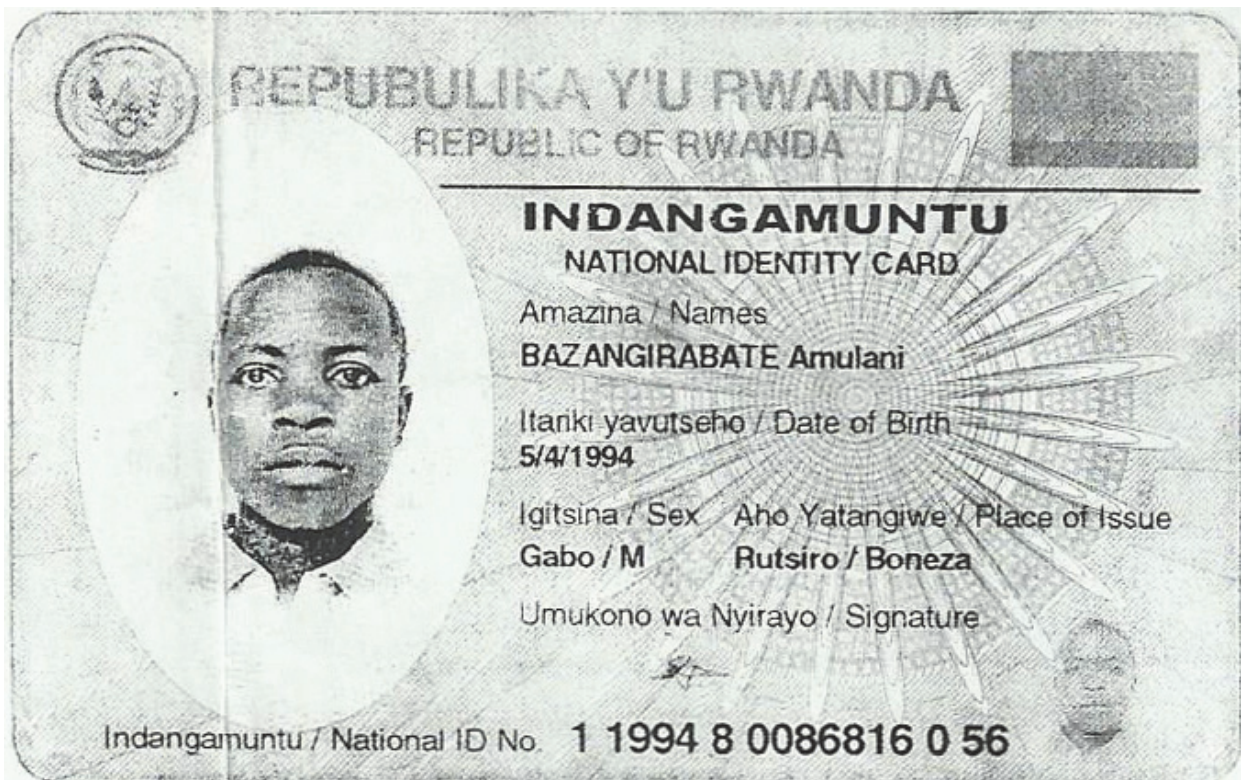 REPUBULIKA Y'U RWANDA
REPUBLIC OF RWANDA
INDANGAMUNTU
NATIONAL IDENTITY CARD
Amazina / Names
BAZANGIRABATE Amulani
Itariki yavutseho / Date of Birth
5/4/1994
Igitsina / Sex Aho Yatangiwe / Place of Issue
Gabo / M Rutsiro / Boneza
Umukono wa Nyirayo / Signature
Indangamuntu / National ID No. 1 1994 8 0086816 0 56